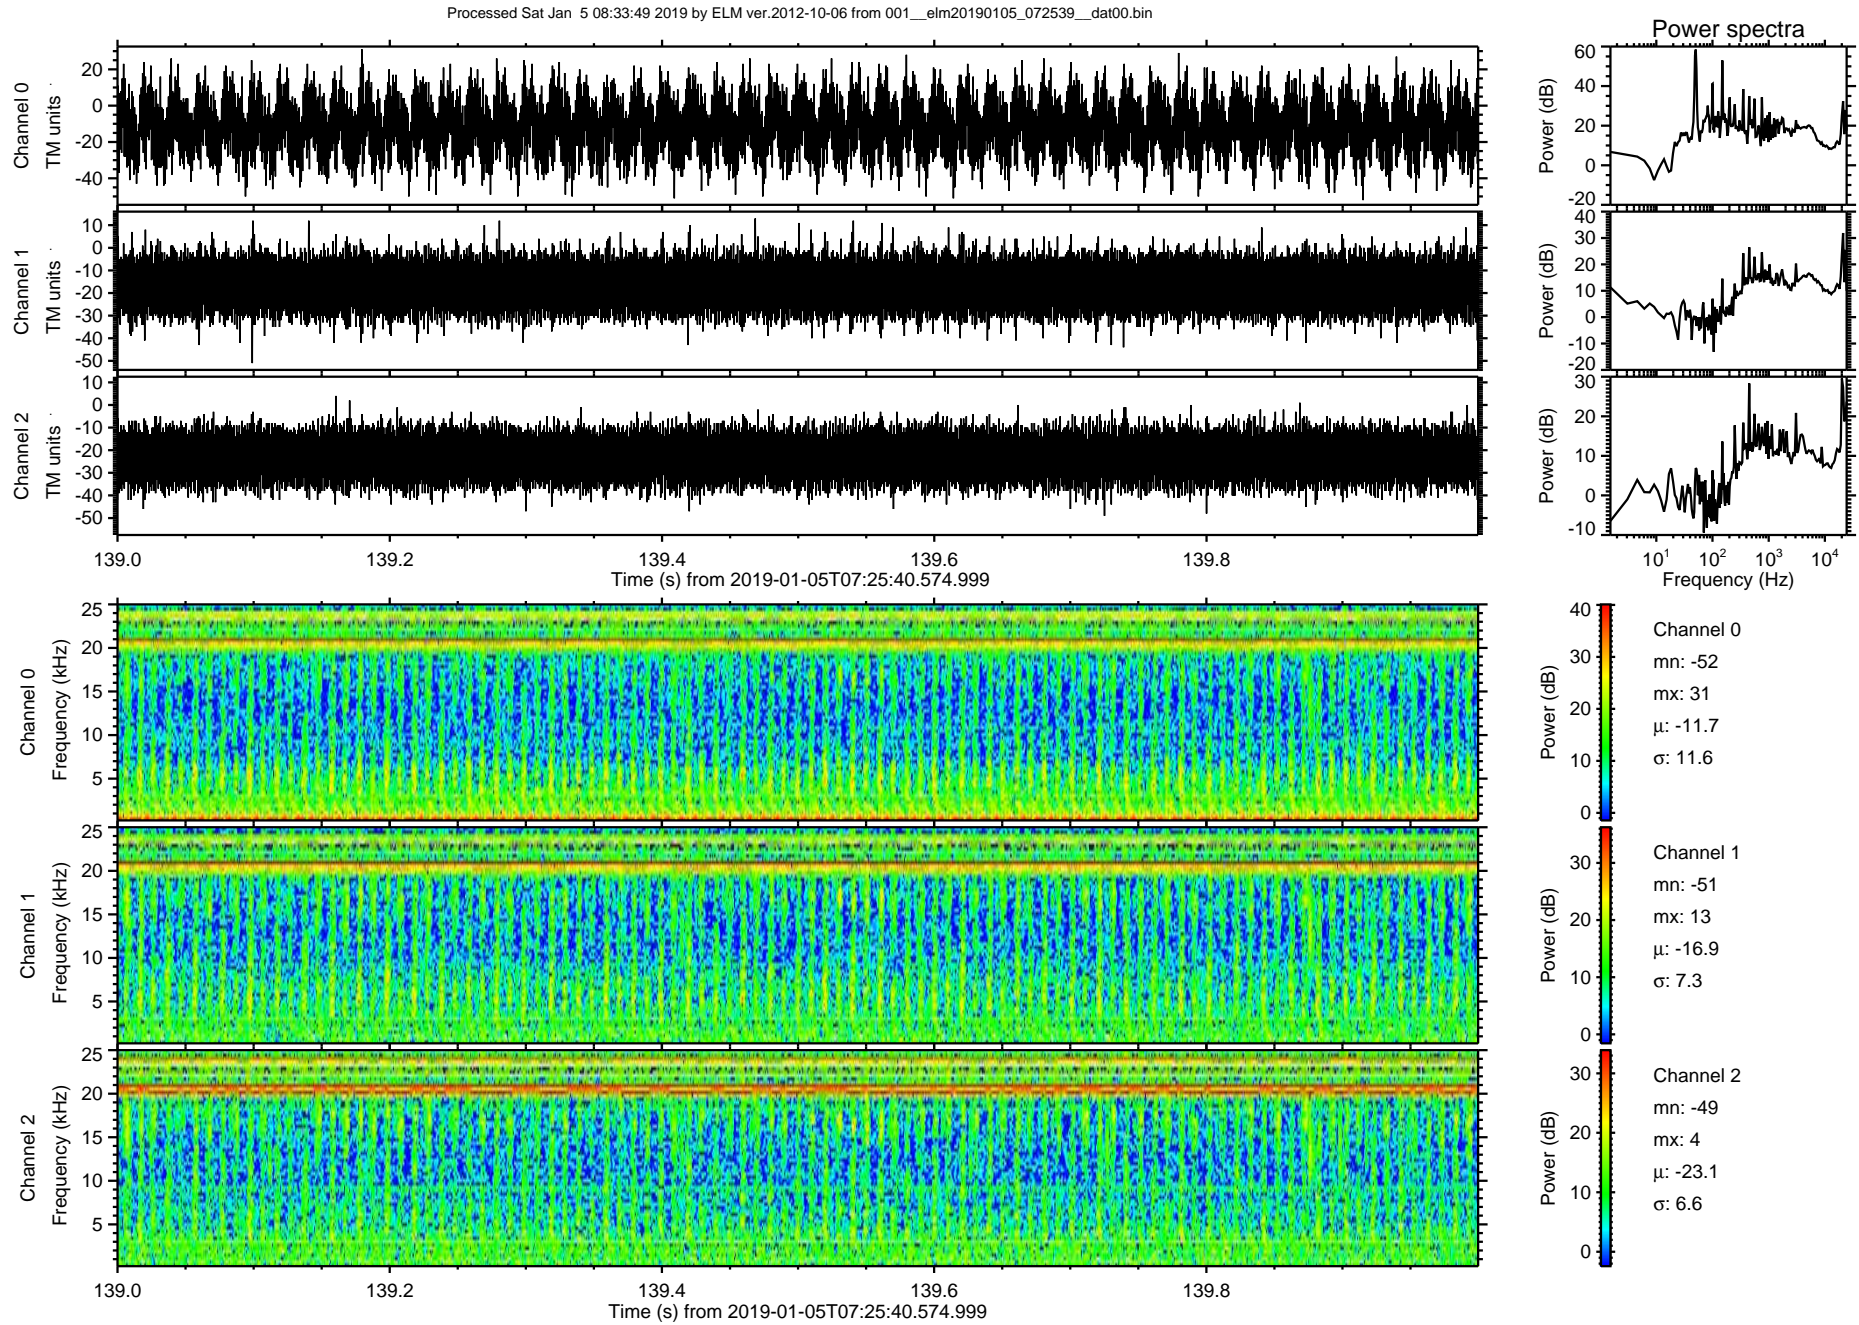 Processed Sat Jan  5 08:33:49 2019 by ELM ver.2012-10-06 from 001__elm20190105_072539__dat00.bin
Power spectra
Channel 0
TM units
20
0
-20
-40
Power (dB)
60
40
20
0
-20
Channel 1
TM units
10
0
-10
-20
-30
-40
-50
Power (dB)
40
30
20
10
0
-10
-20
Channel 2
TM units
10
0
-10
-20
-30
-40
-50
Power (dB)
30
20
10
0
-10
139.0 139.2 139.4 139.6 139.8
Time (s) from 2019-01-05T07:25:40.574.999
10^1 10^2 10^3 10^4
Frequency (Hz)
Channel 0
Frequency (kHz)
25
20
15
10
5
Power (dB)
40
30
20
10
0
Channel 0
mn: -52
mx: 31
μ: -11.7
σ: 11.6
Channel 1
Frequency (kHz)
25
20
15
10
5
Power (dB)
30
20
10
0
Channel 1
mn: -51
mx: 13
μ: -16.9
σ: 7.3
Channel 2
Frequency (kHz)
25
20
15
10
5
Power (dB)
30
20
10
0
Channel 2
mn: -49
mx: 4
μ: -23.1
σ: 6.6
139.0 139.2 139.4 139.6 139.8
Time (s) from 2019-01-05T07:25:40.574.999